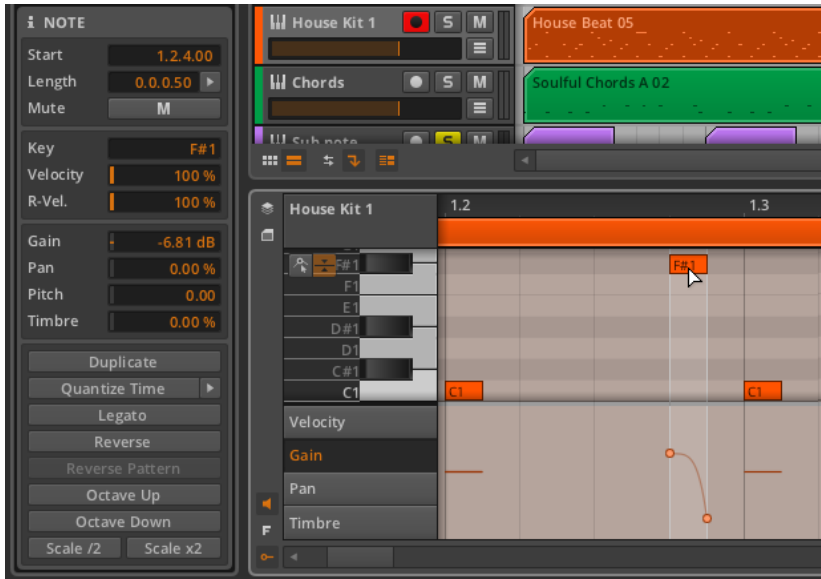 NOTE
Start 1.2.4.00
Length 0.0.0.50
Mute M
Key F#1
Velocity 100 %
R-Vel. 100 %
Gain -6.81 dB
Pan 0.00 %
Pitch 0.00
Timbre 0.00 %
Duplicate
Quantize Time
Legato
Reverse
Reverse Pattern
Octave Up
Octave Down
Scale /2 Scale x2
House Kit 1 S M House Beat 05
Chords S M Soulful Chords A 02
Sub note S M
House Kit 1 1.2 1.3
F#1 F#1
F1
E1
D#1
D1
C#1
C1 C1 C1
Velocity
Gain
Pan
Timbre
F